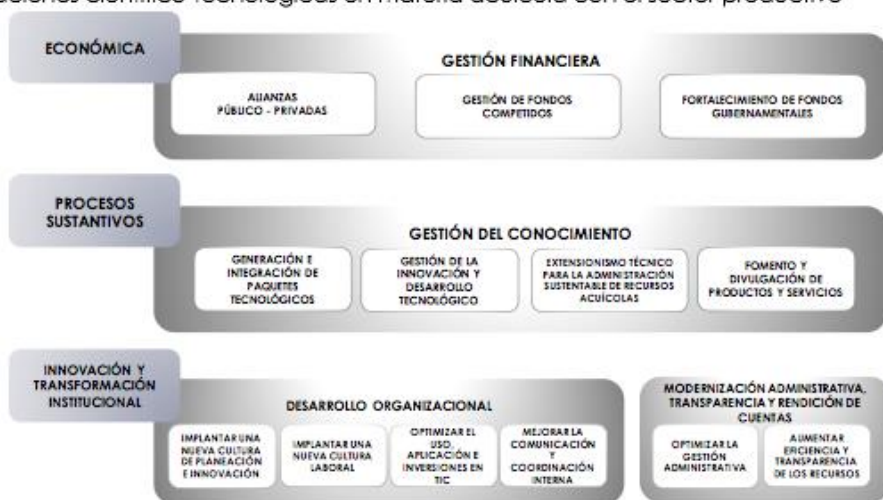 ECONÓMICA
GESTIÓN FINANCIERA
ALIANZAS
PÚBLICO - PRIVADAS
GESTIÓN DE FONDOS
COMPETIDOS
FORTALECIMIENTO DE FONDOS
GUBERNAMENTALES
PROCESOS
SUSTANTIVOS
GESTIÓN DEL CONOCIMIENTO
GENERACIÓN E
INTEGRACIÓN DE
PAQUETES
TECNOLÓGICOS
GESTIÓN DE LA
INNOVACIÓN Y
DESARROLLO
TECNOLÓGICO
EXTENSIONISMO TÉCNICO
PARA LA ADMINISTRACIÓN
SUSTENTABLE DE RECURSOS
ACUÍCOLAS
FOMENTO Y
DIVULGACIÓN DE
PRODUCTOS Y SERVICIOS
INNOVACIÓN Y
TRANSFORMACIÓN
INSTITUCIONAL
DESARROLLO ORGANIZACIONAL
IMPLANTAR UNA
NUEVA CULTURA
DE PLANEACIÓN
E INNOVACIÓN
IMPLANTAR UNA
NUEVA CULTURA
LABORAL
OPTIMIZAR EL
USO,
APLICACIÓN E
INVERSIONES EN
TIC
MEJORAR LA
COMUNICACIÓN
Y
COORDINACIÓN
INTERNA
MODERNIZACIÓN ADMINISTRATIVA,
TRANSPARENCIA Y RENDICIÓN DE
CUENTAS
OPTIMIZAR LA
GESTIÓN
ADMINISTRATIVA
AUMENTAR
EFICIENCIA Y
TRANSPARENCIA
DE LOS RECURSOS